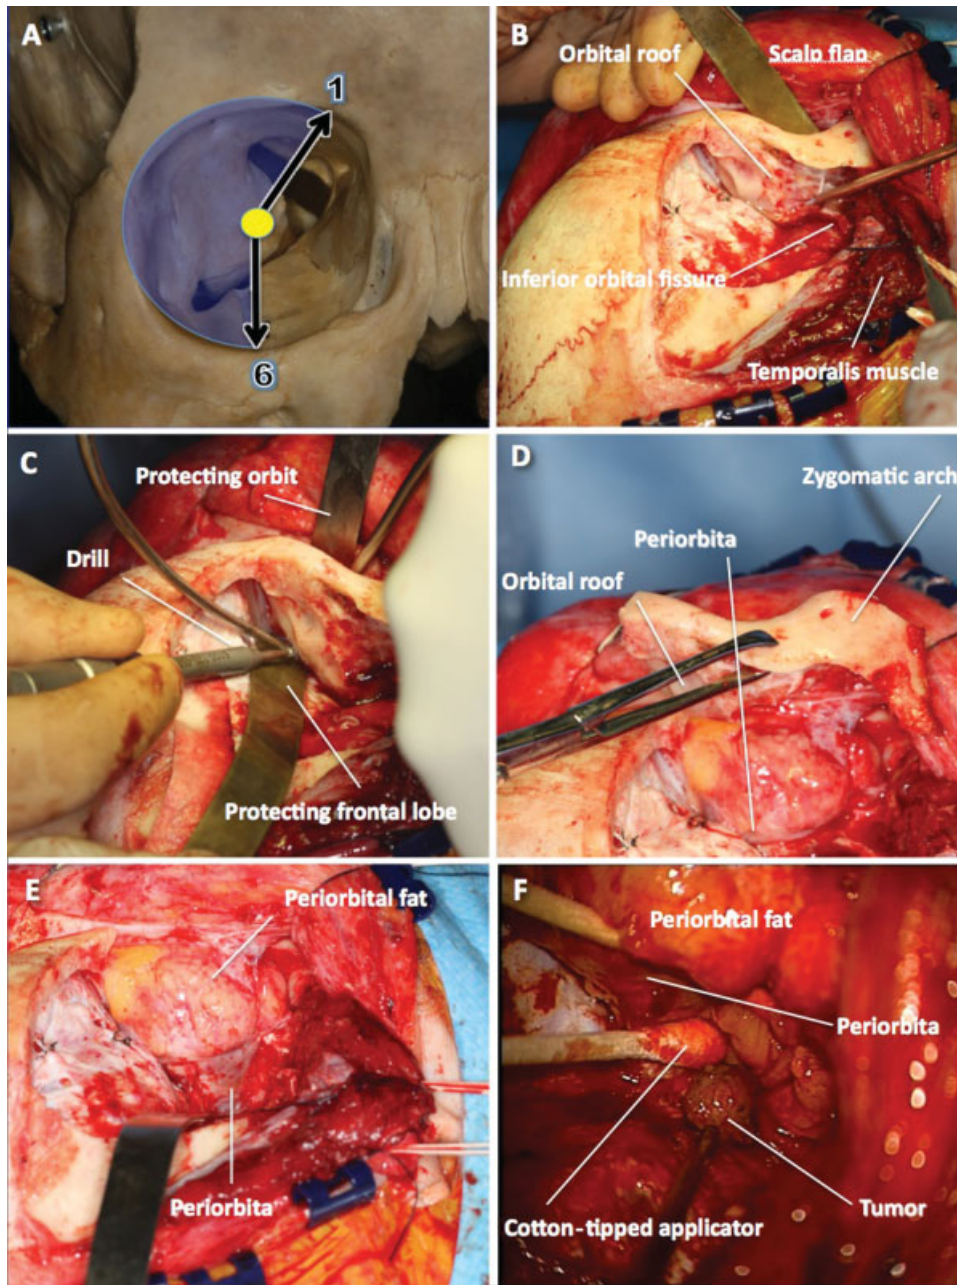 A
1
6
B
Orbital roof
Scalp flap
Inferior orbital fissure
Temporalis muscle
C
Protecting orbit
Drill
Protecting frontal lobe
D
Zygomatic arch
Periorbita
Orbital roof
E
Periorbital fat
Periorbita
F
Periorbital fat
Periorbita
Cotton-tipped applicator
Tumor